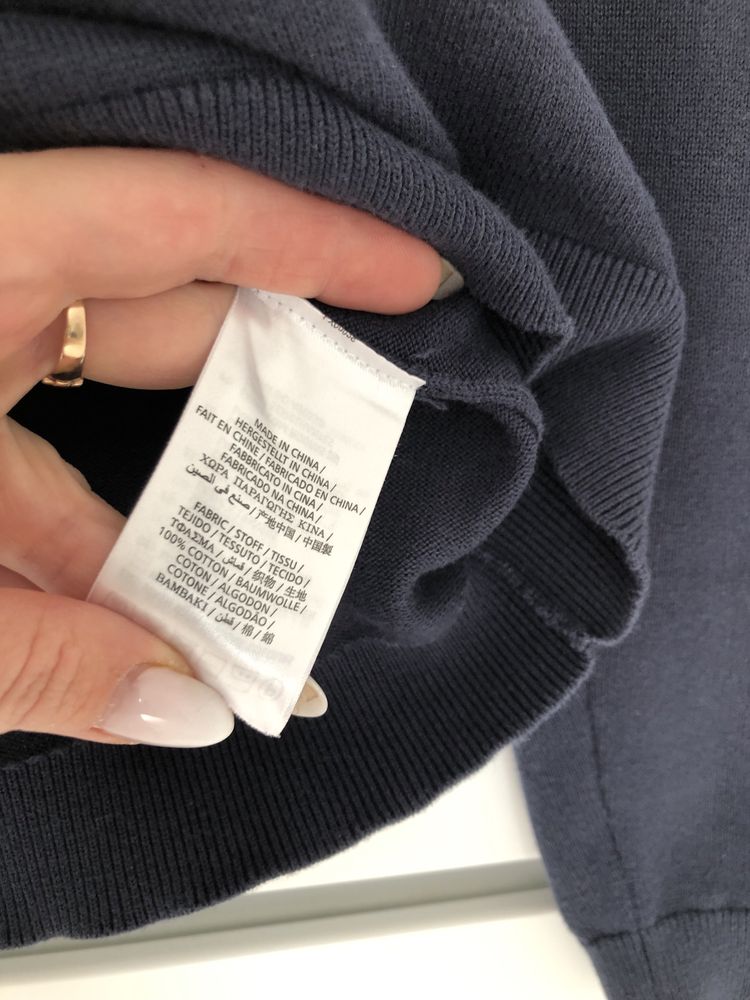 MADE IN CHINA /
HERGESTELLT IN CHINA /
FAIT EN CHINE / FABRICADO EN CHINA /
FABBRICATO IN CINA /
FABRICADO NA CHINA /
ΧΩΡΑ ΠΑΡΑΓΩΓΗΣ ΚΙΝΑ /
صنع في الصين / 产地中国 / 中国製
FABRIC / STOFF / TISSU /
TEJIDO / TESSUTO / TECIDO /
ΥΦΑΣΜΑ / قماش / 织物 / 生地
100% COTTON / BAUMWOLLE /
COTON / ALGODON /
COTONE / ALGODÃO /
ΒΑΜΒΑΚΙ / قطن / 棉 / 綿